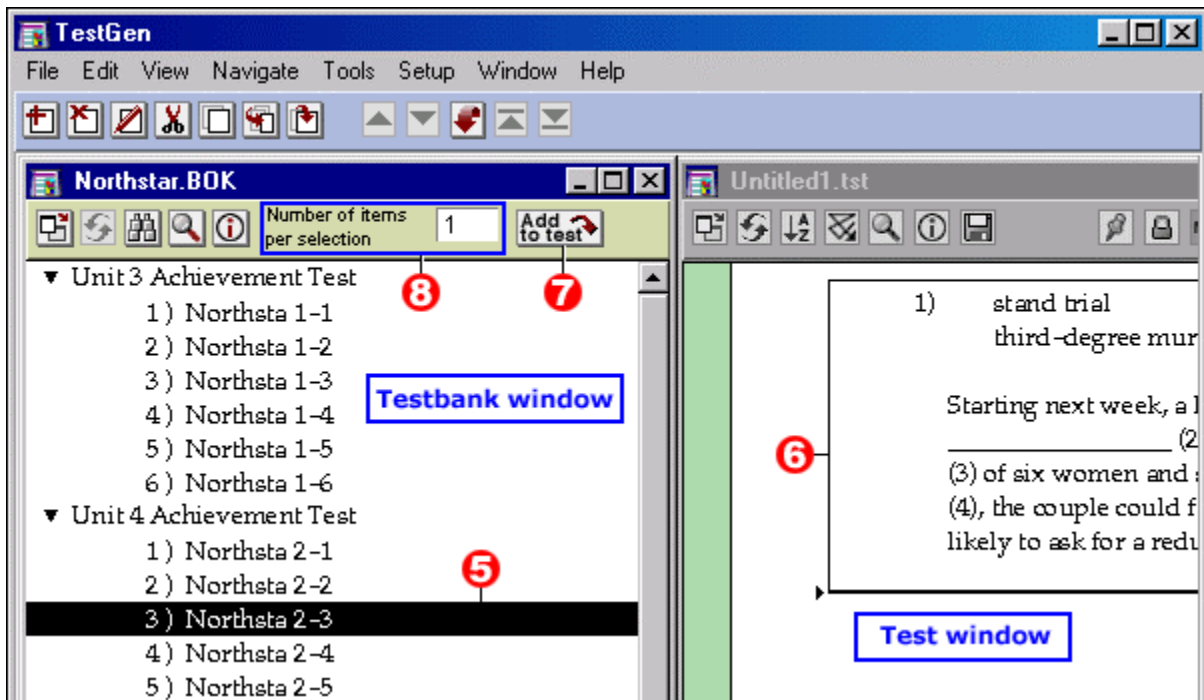 TestGen
File Edit View Navigate Tools Setup Window Help
Northstar.BOK
Number of items
per selection
1
Add
to test
▼ Unit 3 Achievement Test
1 ) Northsta 1-1
2 ) Northsta 1-2
3 ) Northsta 1-3
4 ) Northsta 1-4
5 ) Northsta 1-5
6 ) Northsta 1-6
▼ Unit 4 Achievement Test
1 ) Northsta 2-1
2 ) Northsta 2-2
3 ) Northsta 2-3
4 ) Northsta 2-4
5 ) Northsta 2-5
8
7
Testbank window
5
Untitled1.tst
1) stand trial
third-degree mur
Starting next week, a
____________________ (2
(3) of six women and
(4), the couple could f
likely to ask for a redu
6
Test window